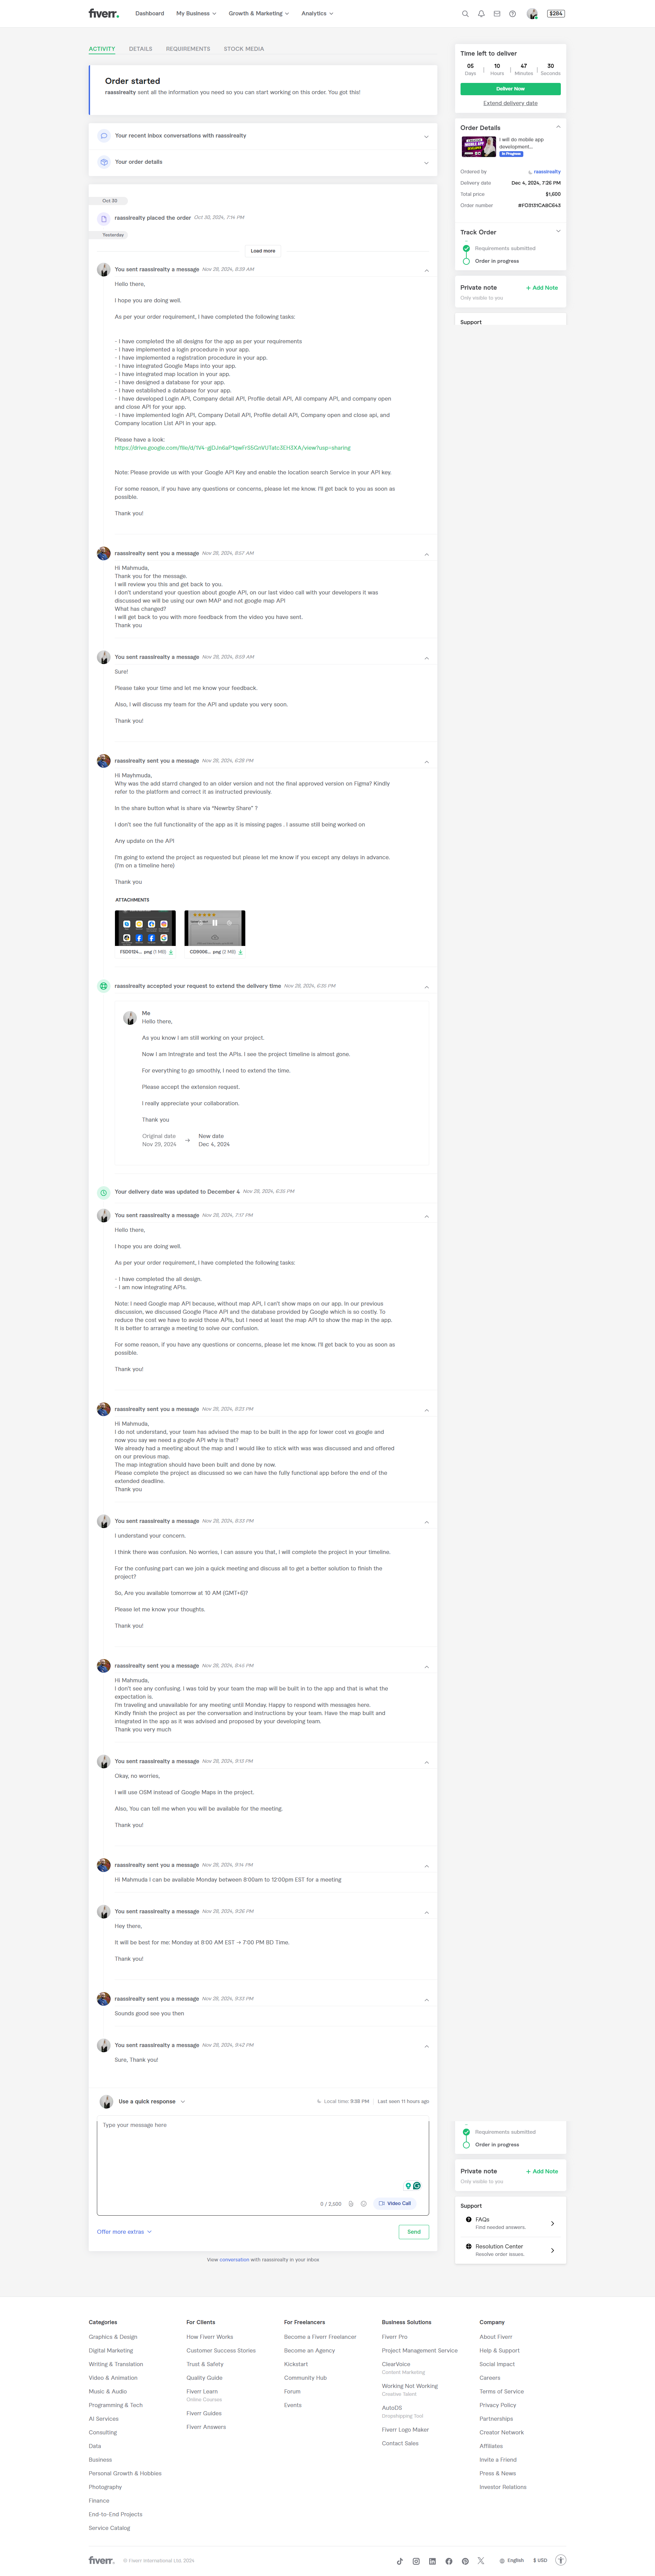 fiverr.
Dashboard
My Business
Growth & Marketing
Analytics
$284
ACTIVITY
DETAILS
REQUIREMENTS
STOCK MEDIA
Order started
raassirealty sent all the information you need so you can start working on this order. You got this!
Your recent inbox conversations with raassirealty
Your order details
Oct 30
raassirealty placed the order Oct 30, 2024, 7:14 PM
Yesterday
Load more
You sent raassirealty a message Nov 28, 2024, 8:39 AM
Hello there,
I hope you are doing well.
As per your order requirement, I have completed the following tasks:
- I have completed the all designs for the app as per your requirements
- I have implemented a login procedure in your app.
- I have implemented a registration procedure in your app.
- I have integrated Google Maps into your app.
- I have integrated map location in your app.
- I have designed a database for your app.
- I have established a database for your app.
- I have developed Login API, Company detail API, Profile detail API, All company API, and company open
and close API for your app.
- I have implemented login API, Company Detail API, Profile detail API, Company open and close api, and
Company location List API in your app.
Please have a look:
Note: Please provide us with your Google API Key and enable the location search Service in your API key.
For some reason, if you have any questions or concerns, please let me know. I'll get back to you as soon as
possible.
Thank you!
raassirealty sent you a message Nov 28, 2024, 8:57 AM
Hi Mahmuda,
Thank you for the message.
I will review you this and get back to you.
I don't understand your question about google API, on our last video call with your developers it was
discussed we will be using our own MAP and not google map API
What has changed?
I will get back to you with more feedback from the video you have sent.
Thank you
You sent raassirealty a message Nov 28, 2024, 8:59 AM
Sure!
Please take your time and let me know your feedback.
Also, I will discuss my team for the API and update you very soon.
Thank you!
raassirealty sent you a message Nov 28, 2024, 6:28 PM
Hi Mayhmuda,
Why was the add starrd changed to an older version and not the final approved version on Figma? Kindly
refer to the platform and correct it as instructed previously.
In the share button what is share via "Newrby Share" ?
I don't see the full functionality of the app as it is missing pages . I assume still being worked on
Any update on the API
I'm going to extend the project as requested but please let me know if you except any delays in advance.
(I'm on a timeline here)
Thank you
ATTACHMENTS
png (1 MB)
png (2 MB)
raassirealty accepted your request to extend the delivery time Nov 28, 2024, 6:35 PM
Me
Hello there,
As you know I am still working on your project.
Now I am Intregrate and test the APIs. I see the project timeline is almost gone.
For everything to go smoothly, I need to extend the time.
Please accept the extension request.
I really appreciate your collaboration.
Thank you
Original date
New date
Nov 29, 2024
Dec 4, 2024
Your delivery date was updated to December 4 Nov 28, 2024, 6:35 PM
You sent raassirealty a message Nov 28, 2024, 7:17 PM
Hello there,
I hope you are doing well.
As per your order requirement, I have completed the following tasks:
- I have completed the all design.
- I am now integrating APIs.
Note: I need Google map API because, without map API, I can't show maps on our app. In our previous
discussion, we discussed Google Place API and the database provided by Google which is so costly. To
reduce the cost we have to avoid those APIs, but I need at least the map API to show the map in the app.
It is better to arrange a meeting to solve our confusion.
For some reason, if you have any questions or concerns, please let me know. I'll get back to you as soon as
possible.
Thank you!
raassirealty sent you a message Nov 28, 2024, 8:25 PM
Hi Mahmuda,
I do not understand, your team has advised the map to be built in the app for lower cost vs google and
now you say we need a google API why is that?
We already had a meeting about the map and I would like to stick with was was discussed and and offered
on our previous map.
The map integration should have been built and done by now.
Please complete the project as discussed so we can have the fully functional app before the end of the
extended deadline.
Thank you
You sent raassirealty a message Nov 28, 2024, 8:33 PM
I understand your concern.
I think there was confusion. No worries, I can assure you that, I will complete the project in your timeline.
For the confusing part can we join a quick meeting and discuss all to get a better solution to finish the
project?
So, Are you available tomorrow at 10 AM (GMT+6)?
Please let me know your thoughts.
Thank you!
raassirealty sent you a message Nov 28, 2024, 8:44 PM
Hi Mahmuda,
I don't see any confusing I was told by your team the map will be built in to the app and that is what the
expectation is.
I'm traveling and unavailable for any meeting until Monday. Happy to respond with messages here.
Kindly finish the project as per the conversation and instructions by your team. Have the map built and
integrated in the app as it was advised and proposed by your developing team.
Thank you very much
You sent raassirealty a message Nov 28, 2024, 9:13 PM
Okay, no worries,
I will use OSM instead of Google Maps in the project.
Also, You can tell me when you will be available for the meeting.
Thank you!
raassirealty sent you a message Nov 28, 2024, 9:14 PM
Hi Mahmuda I can be available Monday between 8:00am to 12:00pm EST for a meeting
You sent raassirealty a message Nov 28, 2024, 9:26 PM
Hey there,
It will be best for me: Monday at 8:00 AM EST → 7:00 PM BD Time.
Thank you!
raassirealty sent you a message Nov 28, 2024, 9:33 PM
Sounds good see you then
You sent raassirealty a message Nov 28, 2024, 9:42 PM
Sure, Thank you!
Use a quick response
Local time: 9:38 PM
Last seen 11 hours ago
Type your message here
0 / 2,500
Video Call
Offer more extras
Send
View conversation with raassirealty in your inbox
Time left to deliver
05
10
47
30
Days
Hours
Minutes
Seconds
Deliver Now
Extend delivery date
Order Details
I will do mobile app
development...
In Progress
Ordered by
raassirealty
Delivery date
Dec 4, 2024, 7:26 PM
Total price
$1,600
Order number
#FO3131CA8C643
Track Order
Requirements submitted
Order in progress
Private note
+ Add Note
Only visible to you
Support
Requirements submitted
Order in progress
Private note
+ Add Note
Only visible to you
Support
FAQs
Find needed answers.
Resolution Center
Resolve order issues.
Categories
Graphics & Design
Digital Marketing
Writing & Translation
Video & Animation
Music & Audio
Programming & Tech
AI Services
Consulting
Data
Business
Personal Growth & Hobbies
Photography
Finance
End-to-End Projects
Service Catalog
For Clients
How Fiverr Works
Customer Success Stories
Trust & Safety
Quality Guide
Fiverr Learn
Online Courses
Fiverr Guides
Fiverr Answers
For Freelancers
Become a Fiverr Freelancer
Become an Agency
Kickstart
Community Hub
Forum
Events
Business Solutions
Fiverr Pro
Project Management Service
ClearVoice
Content Marketing
Working Not Working
Creative Talent
AutoDS
Dropshipping Tool
Fiverr Logo Maker
Contact Sales
Company
About Fiverr
Help & Support
Social Impact
Careers
Terms of Service
Privacy Policy
Partnerships
Creator Network
Affiliates
Invite a Friend
Press & News
Investor Relations
fiverr.
© Fiverr International Ltd. 2024
English
$ USD